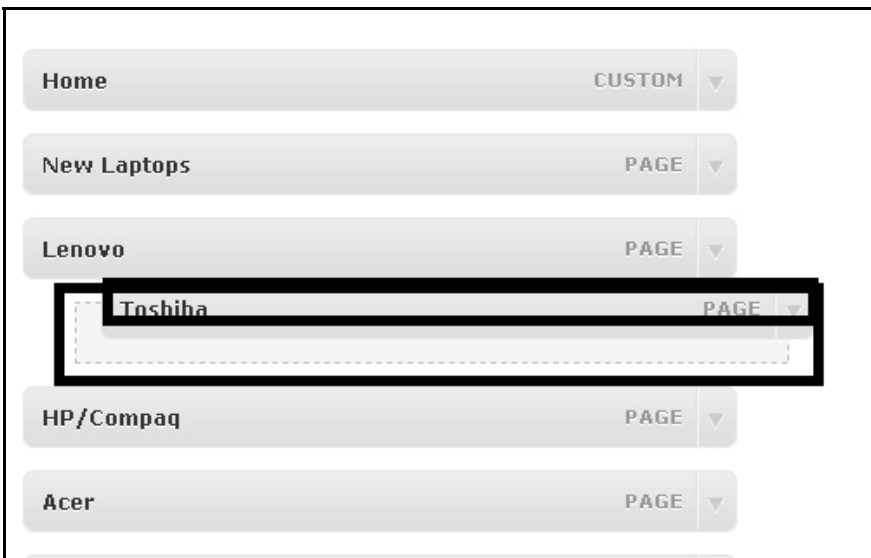 Home CUSTOM
New Laptops PAGE
Lenovo PAGE
Toshiba PAGE
HP/Compaq PAGE
Acer PAGE